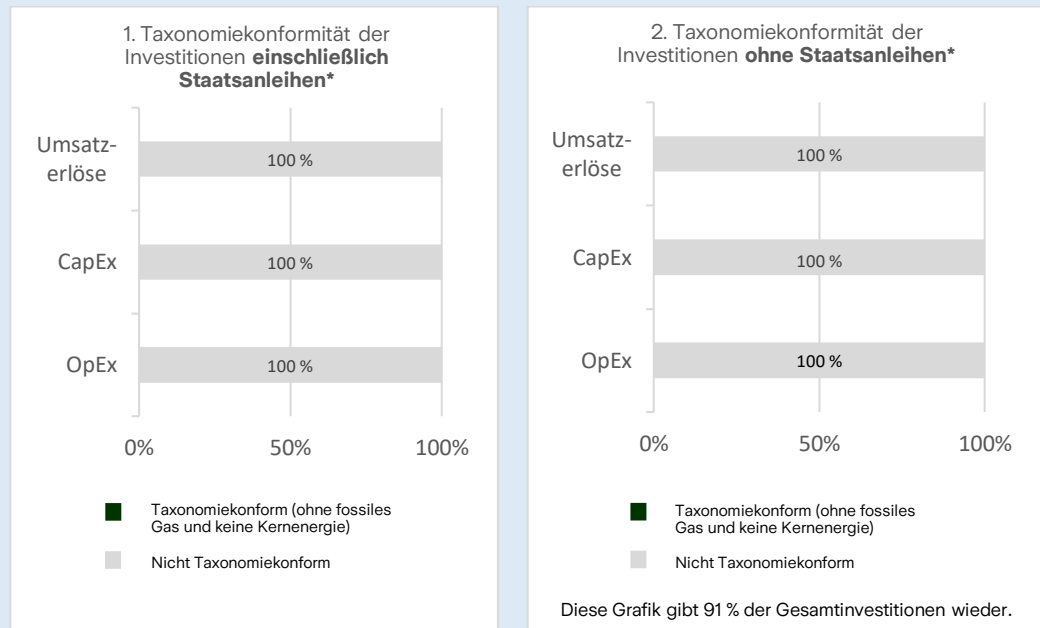 1. Taxonomiekonformität der
Investitionen einschließlich
Staatsanleihen*
Umsatz-
erlöse
100 %
CapEx
100 %
OpEx
100 %
0%
50%
100%
Taxonomiekonform (ohne fossiles
Gas und keine Kernenergie)
Nicht Taxonomiekonform
2. Taxonomiekonformität der
Investitionen ohne Staatsanleihen*
Umsatz-
erlöse
100 %
CapEx
100 %
OpEx
100 %
0%
50%
100%
Taxonomiekonform (ohne fossiles
Gas und keine Kernenergie)
Nicht Taxonomiekonform
Diese Grafik gibt 91 % der Gesamtinvestitionen wieder.